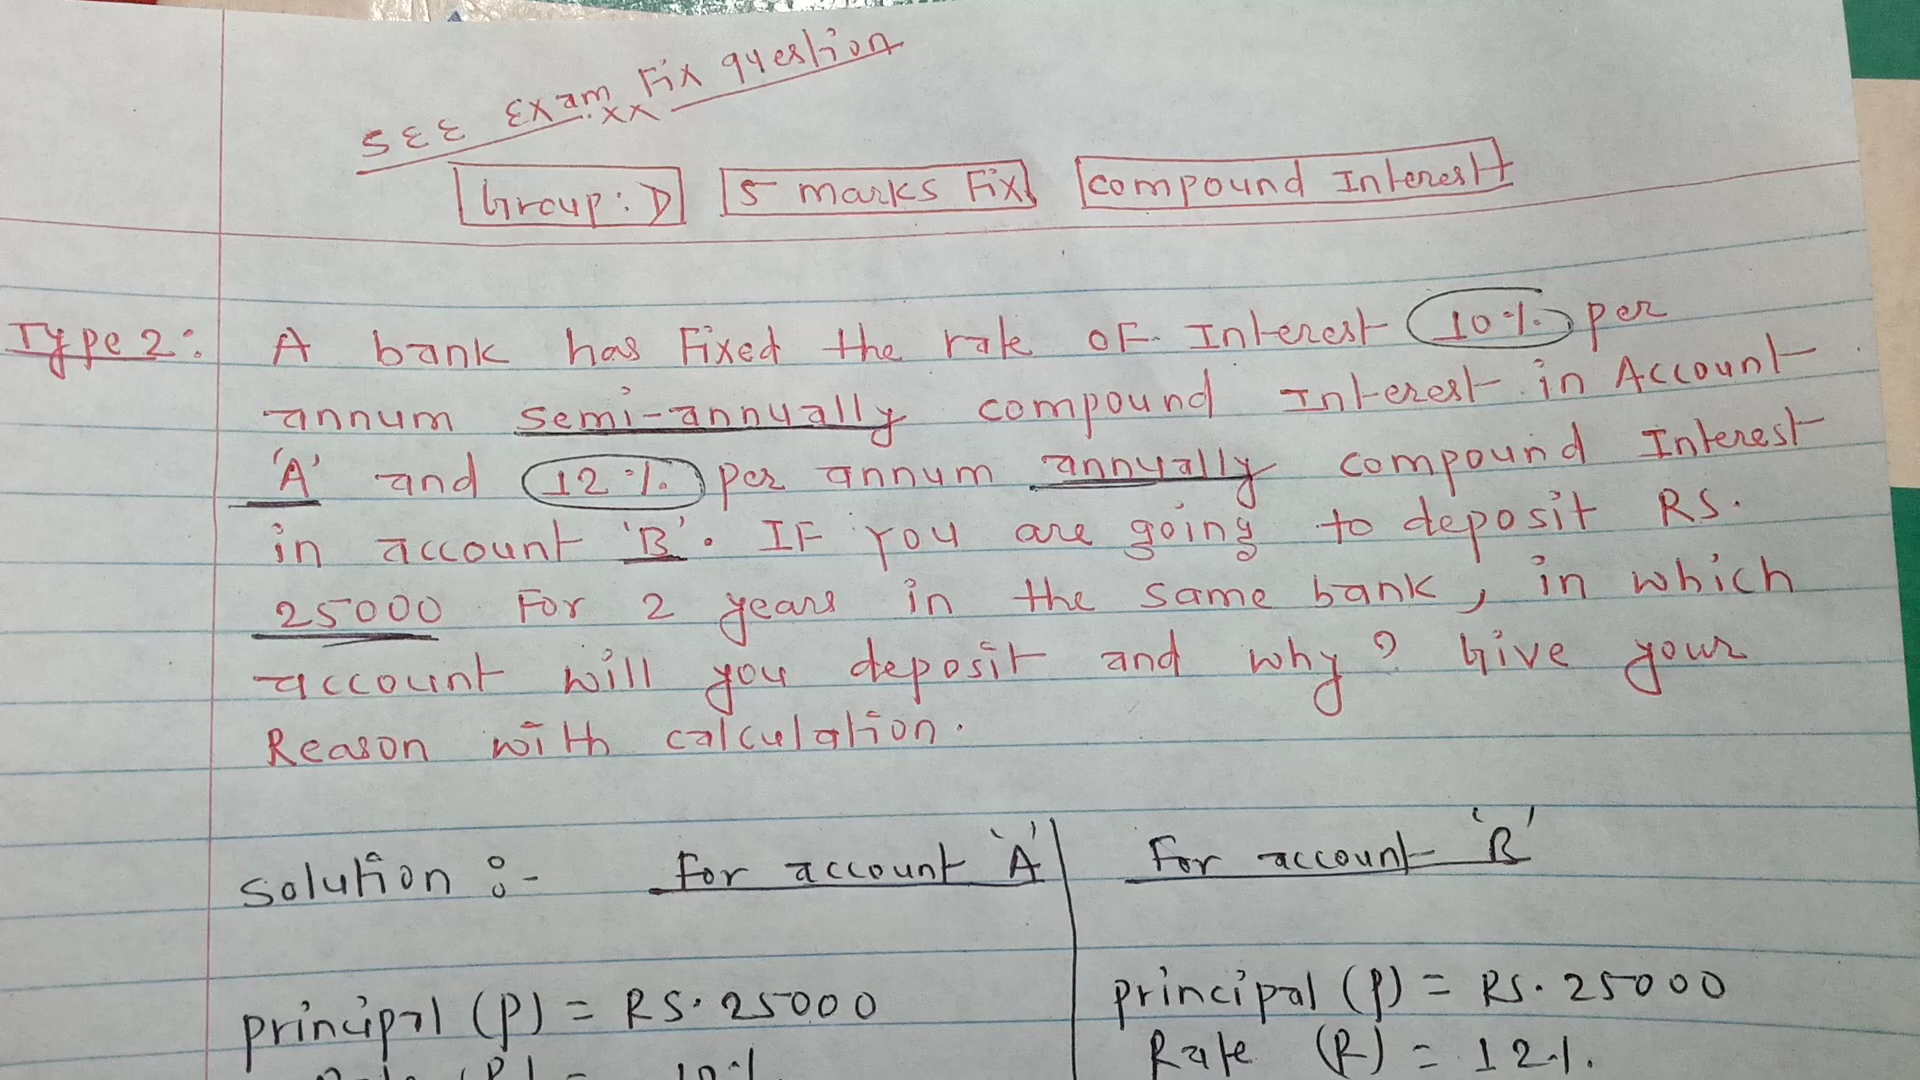 SEE Exam Fix question
xx
Group: D 5 marks Fix compound Interest
Type 2: A bank has Fixed the rate of Interest 10% per
annum semi-annually compound Interest in Account
'A' and 12% per annum annually compound Interest
in account 'B'. IF you are going to deposit RS.
25000 For 2 years in the same bank, in which
account will you deposit and why? Give your
Reason with calculation.
Solution :- For account 'A' For account 'B'
principal (P) = RS. 25000 principal (P) = RS. 25000
Rate (R) = 10% Rate (R) = 12%.